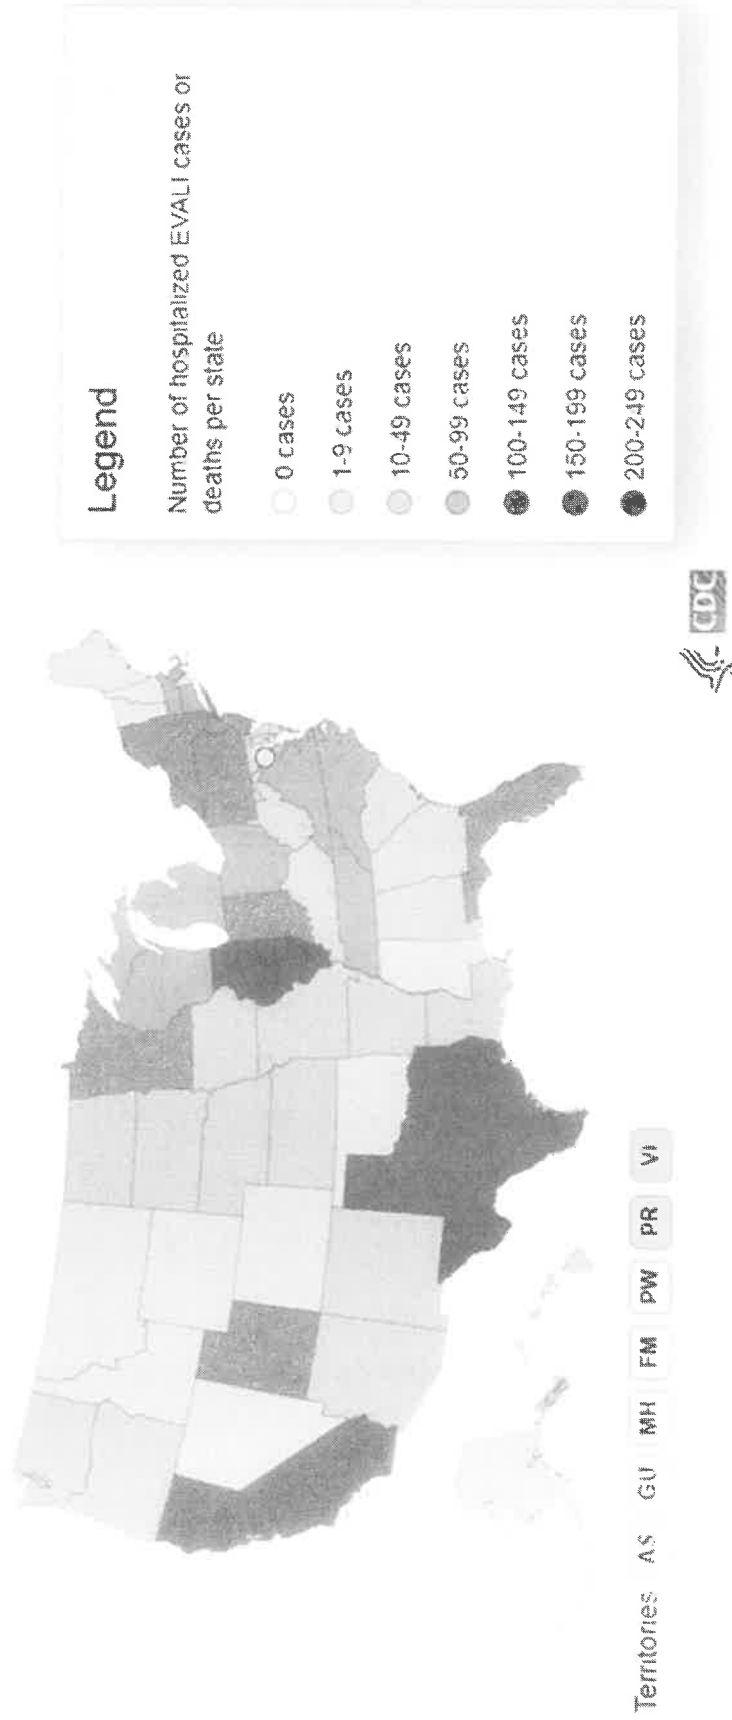 Legend
Number of hospitalized EVALI cases or
deaths per state
0 cases
1-9 cases
10-49 cases
50-99 cases
100-149 cases
150-199 cases
200-249 cases
CDC
Territories AS GU MH FM PW PR VI